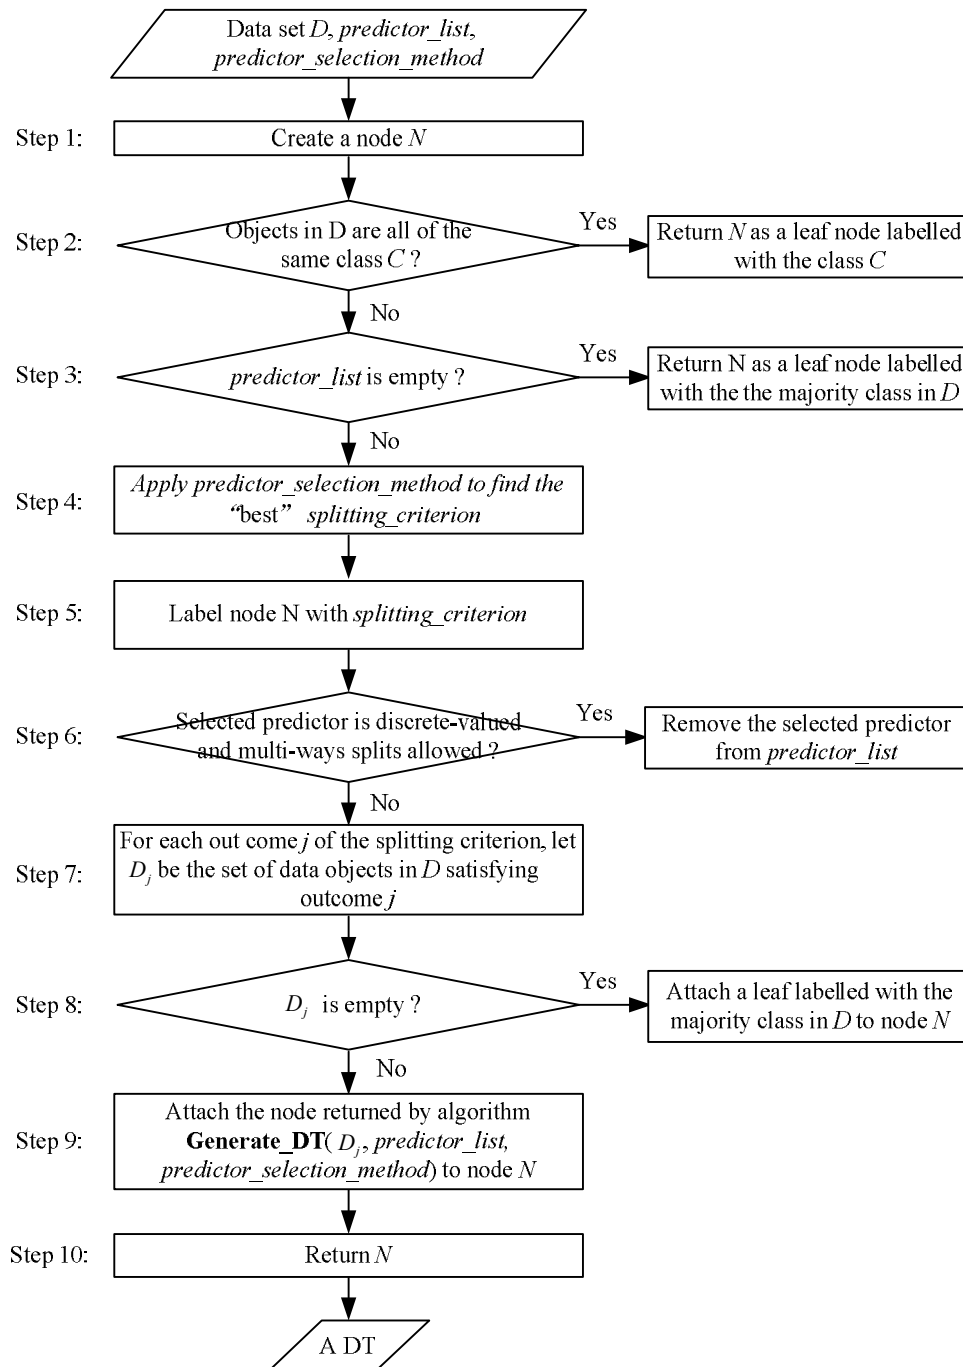 Data set D, predictor_list,
predictor_selection_method
Step 1:
Create a node N
Step 2:
Objects in D are all of the
same class C ?
Yes
Return N as a leaf node labelled
with the class C
No
Step 3:
predictor_list is empty ?
Yes
Return N as a leaf node labelled
with the the majority class in D
No
Step 4:
Apply predictor_selection_method to find the
“best” splitting_criterion
Step 5:
Label node N with splitting_criterion
Step 6:
Selected predictor is discrete-valued
and multi-ways splits allowed ?
Yes
Remove the selected predictor
from predictor_list
No
Step 7:
For each out come j of the splitting criterion, let
D_j be the set of data objects in D satisfying
outcome j
Step 8:
D_j is empty ?
Yes
Attach a leaf labelled with the
majority class in D to node N
No
Step 9:
Attach the node returned by algorithm
Generate_DT( D_j, predictor_list,
predictor_selection_method) to node N
Step 10:
Return N
A DT